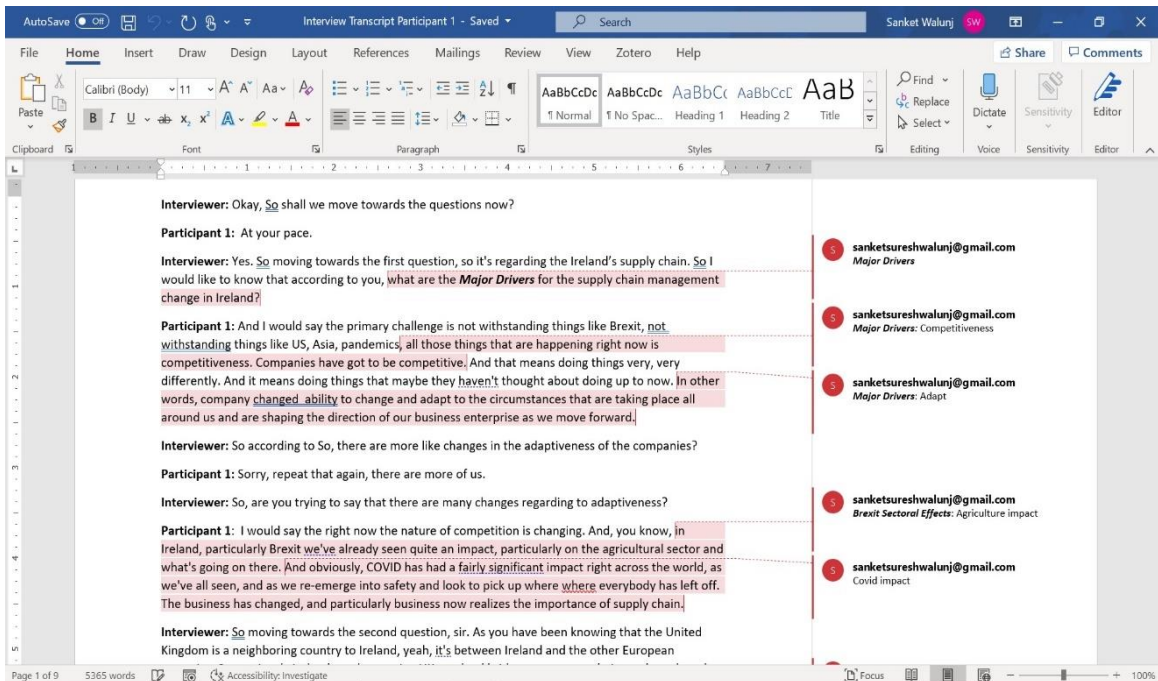 AutoSave Off Interview Transcript Participant 1 - Saved Search Sanket Walunj SW
File Home Insert Draw Design Layout References Mailings Review View Zotero Help Share Comments
Paste Calibri (Body) 11 A^ Aˇ Aa A
B I U ab x₂ x² A A
AaBbCcDc AaBbCcDc AaBbCc AaBbCcD AaB
¶ Normal ¶ No Spac... Heading 1 Heading 2 Title
Find Replace Select Dictate Sensitivity Editor
Clipboard Font Paragraph Styles Editing Voice Sensitivity Editor
1 1 2 3 4 5 6 7
Interviewer: Okay, So shall we move towards the questions now?
Participant 1: At your pace.
Interviewer: Yes. So moving towards the first question, so it's regarding the Ireland's supply chain. So I
would like to know that according to you, what are the Major Drivers for the supply chain management
change in Ireland?
Participant 1: And I would say the primary challenge is not withstanding things like Brexit, not
withstanding things like US, Asia, pandemics, all those things that are happening right now is
competitiveness. Companies have got to be competitive. And that means doing things very, very
differently. And it means doing things that maybe they haven't thought about doing up to now. In other
words, company changed ability to change and adapt to the circumstances that are taking place all
around us and are shaping the direction of our business enterprise as we move forward.
Interviewer: So according to So, there are more like changes in the adaptiveness of the companies?
Participant 1: Sorry, repeat that again, there are more of us.
Interviewer: So, are you trying to say that there are many changes regarding to adaptiveness?
Participant 1: I would say the right now the nature of competition is changing. And, you know, in
Ireland, particularly Brexit we've already seen quite an impact, particularly on the agricultural sector and
what's going on there. And obviously, COVID has had a fairly significant impact right across the world, as
we've all seen, and as we re-emerge into safety and look to pick up where where everybody has left off.
The business has changed, and particularly business now realizes the importance of supply chain.
Interviewer: So moving towards the second question, sir. As you have been knowing that the United
Kingdom is a neighboring country to Ireland, yeah, it's between Ireland and the other European
S sanketsureshwalunj@gmail.com
Major Drivers
S sanketsureshwalunj@gmail.com
Major Drivers: Competitiveness
S sanketsureshwalunj@gmail.com
Major Drivers: Adapt
S sanketsureshwalunj@gmail.com
Brexit Sectoral Effects: Agriculture impact
S sanketsureshwalunj@gmail.com
Covid impact
Page 1 of 9 5365 words Accessibility: Investigate Focus 100%